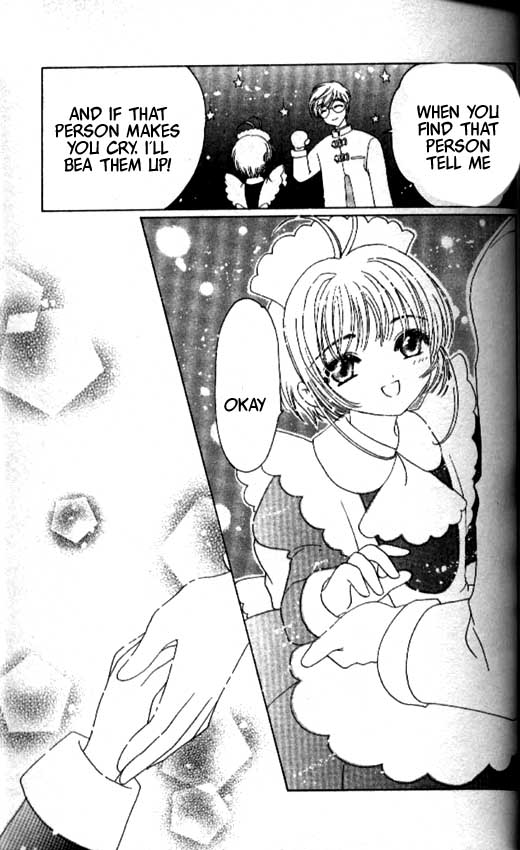 WHEN YOU
FIND THAT
PERSON
TELL ME
AND IF THAT
PERSON MAKES
YOU CRY. I'LL
BEA THEM UP!
OKAY